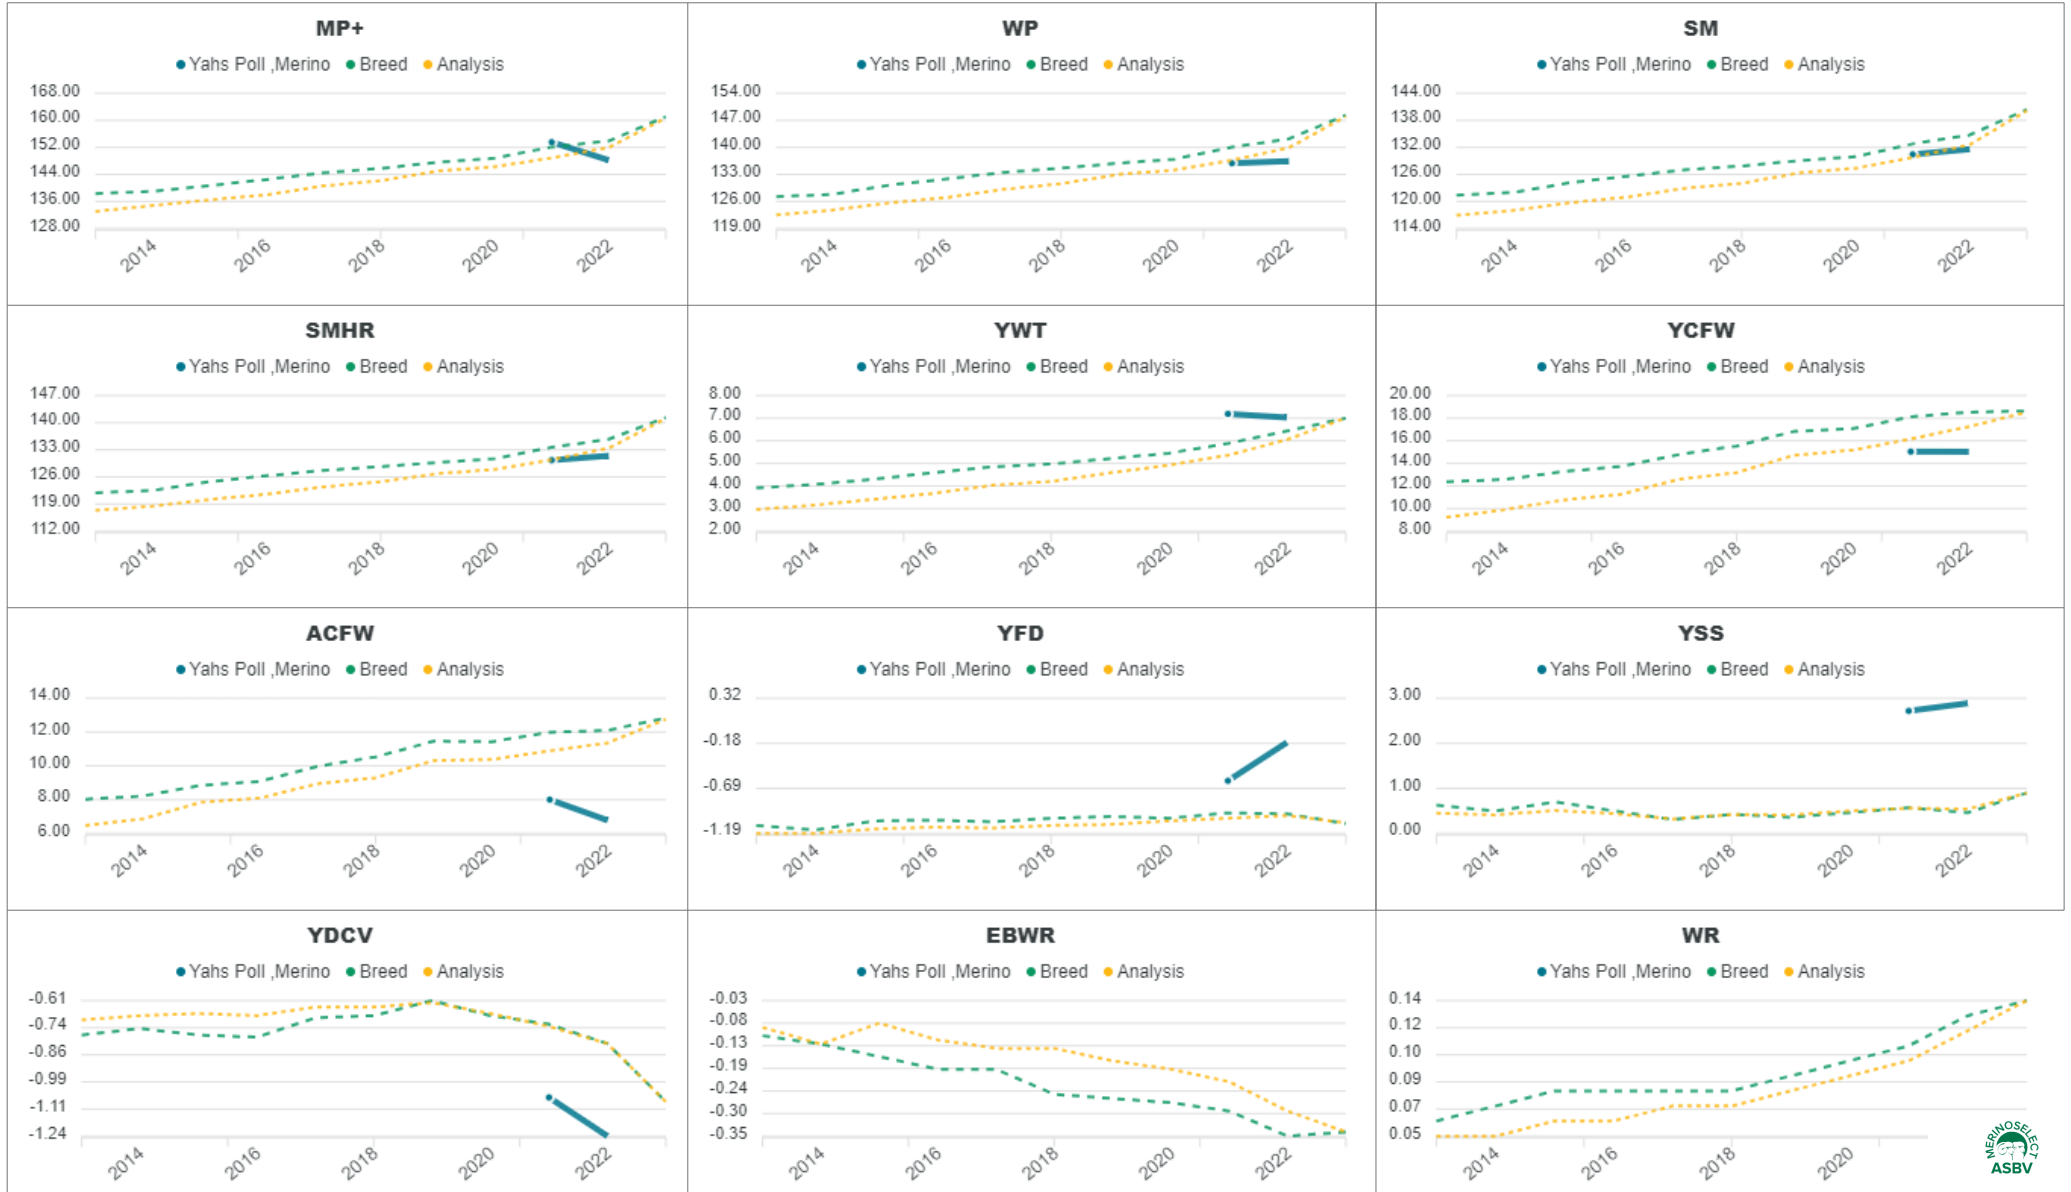 MP+
Yahs Poll ,Merino Breed Analysis
168.00
160.00
152.00
144.00
136.00
128.00
2014 2016 2018 2020 2022
WP
Yahs Poll ,Merino Breed Analysis
154.00
147.00
140.00
133.00
126.00
119.00
2014 2016 2018 2020 2022
SM
Yahs Poll ,Merino Breed Analysis
144.00
138.00
132.00
126.00
120.00
114.00
2014 2016 2018 2020 2022
SMHR
Yahs Poll ,Merino Breed Analysis
147.00
140.00
133.00
126.00
119.00
112.00
2014 2016 2018 2020 2022
YWT
Yahs Poll ,Merino Breed Analysis
8.00
7.00
6.00
5.00
4.00
3.00
2.00
2014 2016 2018 2020 2022
YCFW
Yahs Poll ,Merino Breed Analysis
20.00
18.00
16.00
14.00
12.00
10.00
8.00
2014 2016 2018 2020 2022
ACFW
Yahs Poll ,Merino Breed Analysis
14.00
12.00
10.00
8.00
6.00
2014 2016 2018 2020 2022
YFD
Yahs Poll ,Merino Breed Analysis
0.32
-0.18
-0.69
-1.19
2014 2016 2018 2020 2022
YSS
Yahs Poll ,Merino Breed Analysis
3.00
2.00
1.00
0.00
2014 2016 2018 2020 2022
YDCV
Yahs Poll ,Merino Breed Analysis
-0.61
-0.74
-0.86
-0.99
-1.11
-1.24
2014 2016 2018 2020 2022
EBWR
Yahs Poll ,Merino Breed Analysis
-0.03
-0.08
-0.13
-0.19
-0.24
-0.30
-0.35
2014 2016 2018 2020 2022
WR
Yahs Poll ,Merino Breed Analysis
0.14
0.12
0.10
0.09
0.07
0.05
2014 2016 2018 2020
MERINOSELECT
ASBV